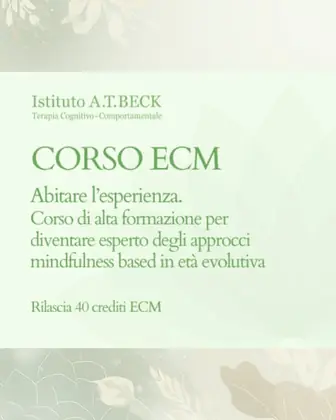 Istituto A.T.BECK
Terapia Cognitivo-Comportamentale
CORSO ECM
Abitare l'esperienza.
Corso di alta formazione per
diventare esperto degli approcci
mindfulness based in età evolutiva
Rilascia 40 crediti ECM